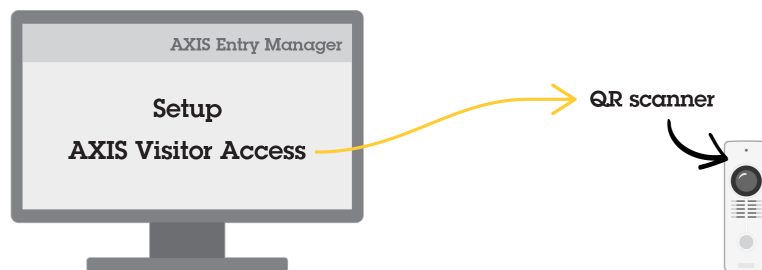 AXIS Entry Manager
Setup
AXIS Visitor Access
QR scanner